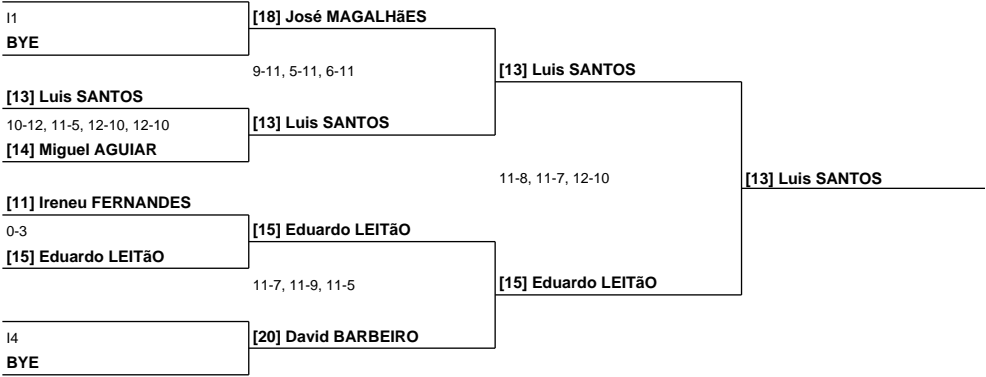 I1
[18] José MAGALHãES
BYE
9-11, 5-11, 6-11
[13] Luis SANTOS
[13] Luis SANTOS
10-12, 11-5, 12-10, 12-10
[13] Luis SANTOS
[14] Miguel AGUIAR
11-8, 11-7, 12-10
[13] Luis SANTOS
[11] Ireneu FERNANDES
0-3
[15] Eduardo LEITãO
[15] Eduardo LEITãO
11-7, 11-9, 11-5
[15] Eduardo LEITãO
I4
[20] David BARBEIRO
BYE